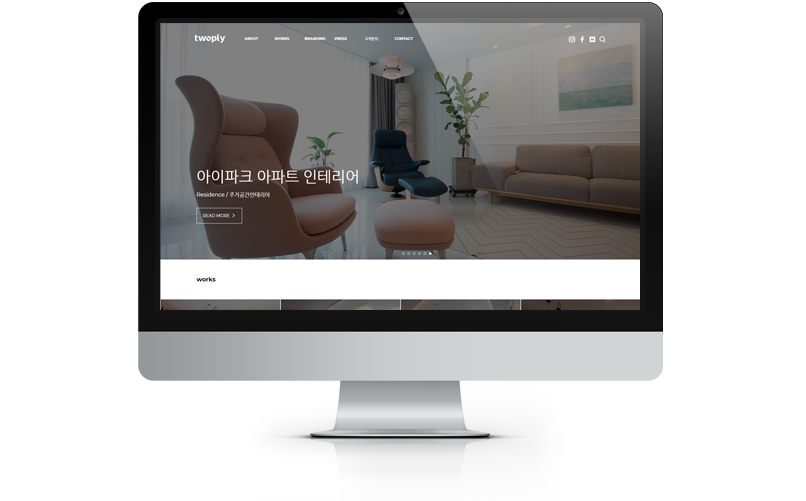 twoply
ABOUT WORKS BRANDING PRESS 고객문의 CONTACT
아이파크 아파트 인테리어
Residence / 주거공간인테리어
READ MORE >
works